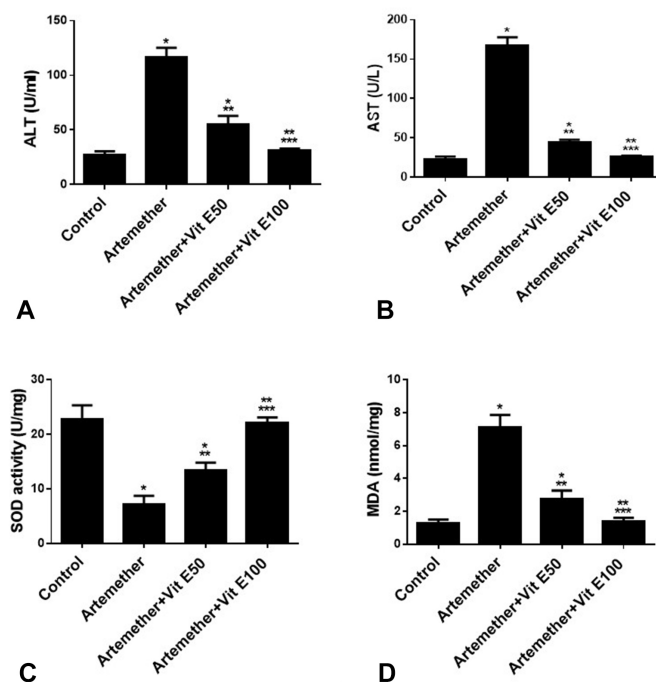 150
100
50
0
ALT (U/ml)
*
*
**
**
***
Control
Artemether
Artemether+Vit E50
Artemether+Vit E100
A
200
150
100
50
0
AST (U/L)
*
*
**
**
***
Control
Artemether
Artemether+Vit E50
Artemether+Vit E100
B
30
20
10
0
SOD activity (U/mg)
*
*
**
**
***
Control
Artemether
Artemether+Vit E50
Artemether+Vit E100
C
10
8
6
4
2
0
MDA (nmol/mg)
*
*
**
**
***
Control
Artemether
Artemether+Vit E50
Artemether+Vit E100
D